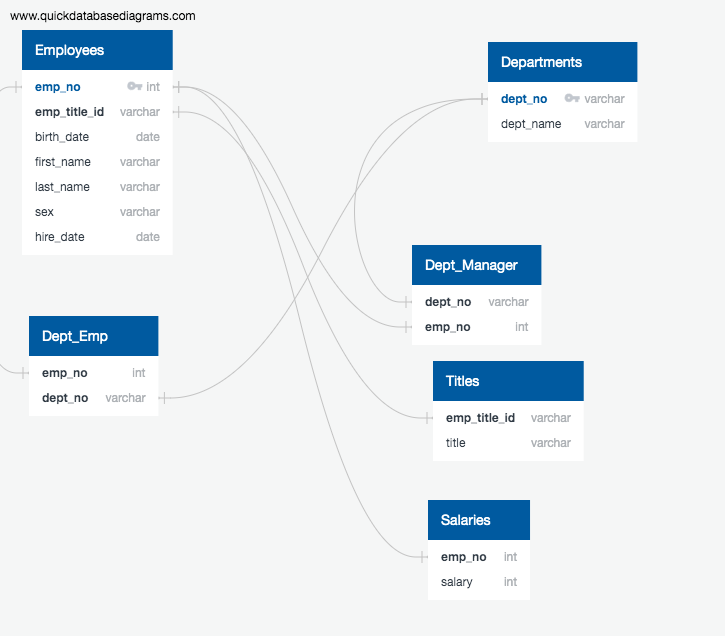 www.quickdatabasediagrams.com
Employees
emp_no int
emp_title_id varchar
birth_date date
first_name varchar
last_name varchar
sex varchar
hire_date date
Departments
dept_no varchar
dept_name varchar
Dept_Manager
dept_no varchar
emp_no int
Dept_Emp
emp_no int
dept_no varchar
Titles
emp_title_id varchar
title varchar
Salaries
emp_no int
salary int